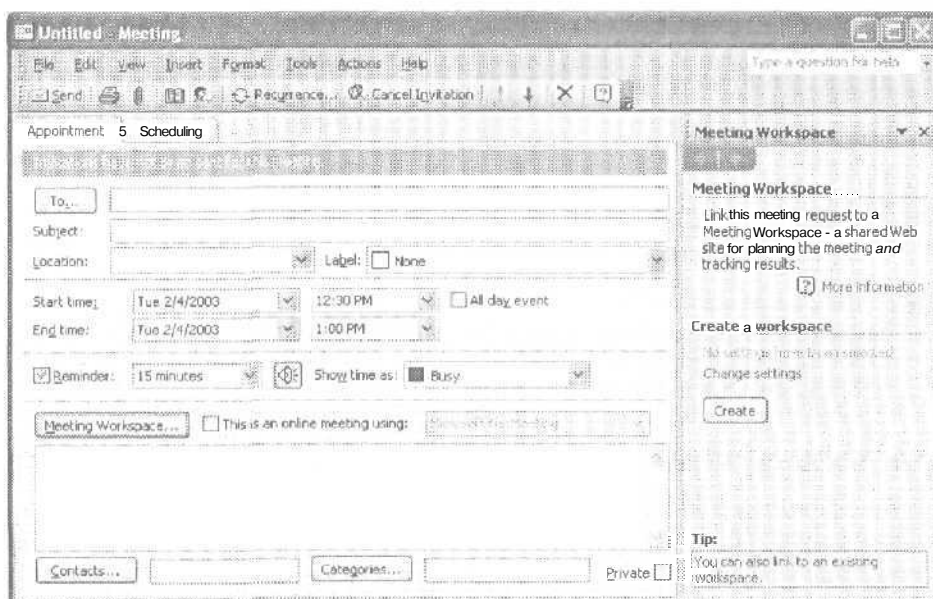 Untitled - Meeting
File Edit View Insert Format Tools Actions Help
Type a question for help
Send Recurrence... Cancel Invitation
Appointment 5 Scheduling
To...
Subject:
Location: Label: None
Start time: Tue 2/4/2003 12:30 PM All day event
End time: Tue 2/4/2003 1:00 PM
Reminder: 15 minutes Show time as: Busy
Meeting Workspace... This is an online meeting using:
Contacts... Categories... Private
Meeting Workspace
Meeting Workspace
Link this meeting request to a
Meeting Workspace - a shared Web
site for planning the meeting and
tracking results.
More information
Create a workspace
Change settings
Create
Tip:
You can also link to an existing
workspace.